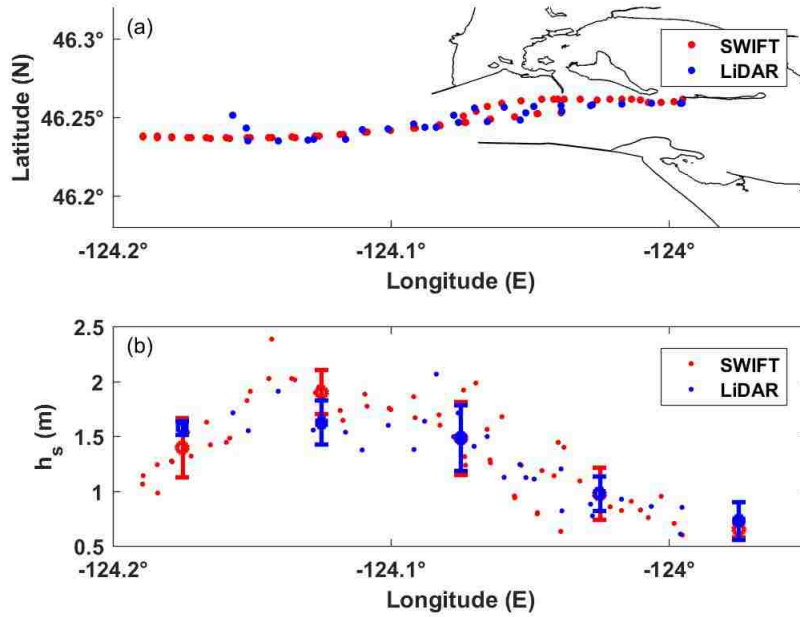 (a)
46.3°
SWIFT
LiDAR
46.25°
46.2°
Latitude (N)
-124.2° -124.1° -124°
Longitude (E)
2.5
(b)
SWIFT
LiDAR
2
1.5
1
0.5
h_s (m)
-124.2° -124.1° -124°
Longitude (E)